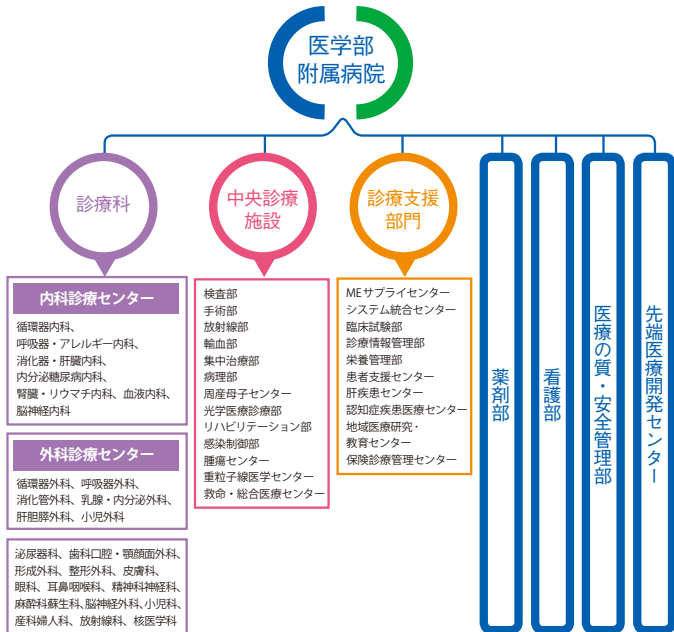 医学部
附属病院
診療科
内科診療センター
循環器内科、
呼吸器・アレルギー内科、
消化器・肝臓内科、
内分泌糖尿病内科、
腎臓・リウマチ内科、血液内科、
脳神経内科
外科診療センター
循環器外科、呼吸器外科、
消化管外科、乳腺・内分泌外科、
肝胆膵外科、小児外科
泌尿器科、歯科口腔・顎顔面外科、
形成外科、整形外科、皮膚科、
眼科、耳鼻咽喉科、精神科神経科、
麻酔科蘇生科、脳神経外科、小児科、
産科婦人科、放射線科、核医学科
中央診療
施設
検査部
手術部
放射線部
輸血部
集中治療部
病理部
周産母子センター
光学医療診療部
リハビリテーション部
感染制御部
腫瘍センター
重粒子線医学センター
救命・総合医療センター
診療支援
部門
MEサプライセンター
システム統合センター
臨床試験部
診療情報管理部
栄養管理部
患者支援センター
肝疾患センター
認知症疾患医療センター
地域医療研究・
教育センター
保険診療管理センター
薬剤部
看護部
医療の質・安全管理部
先端医療開発センター